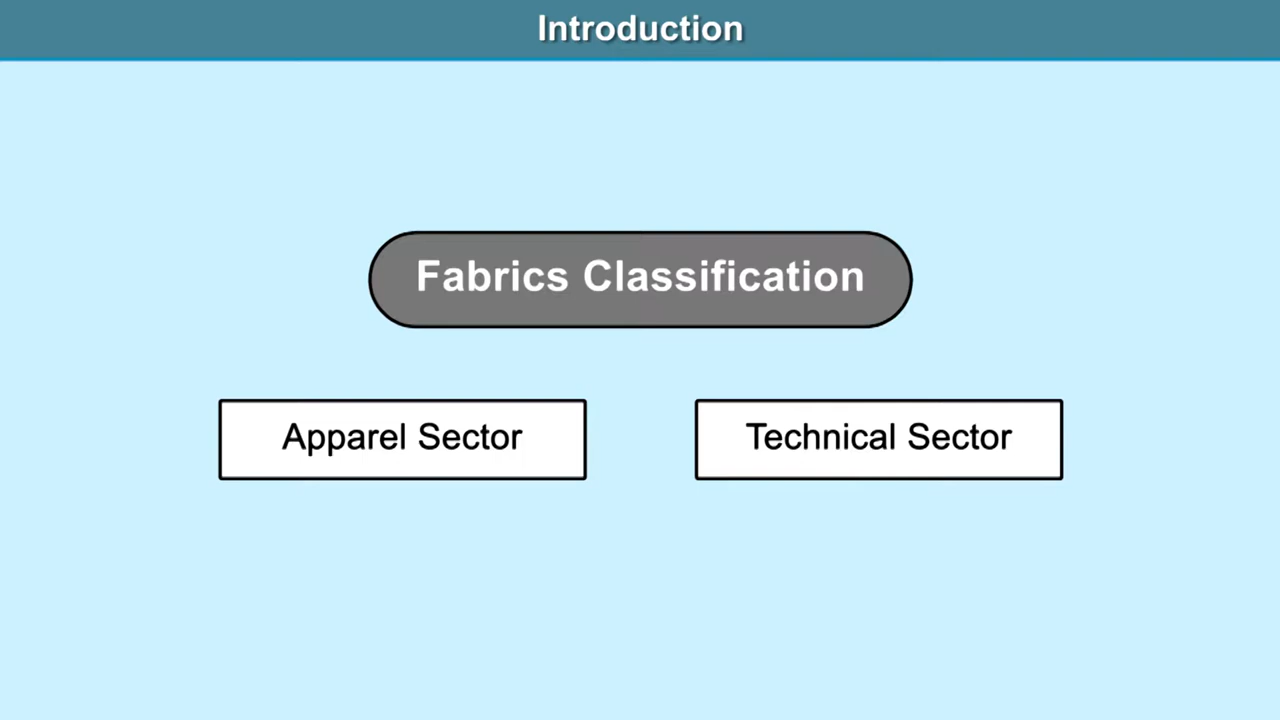 Introduction
Fabrics Classification
Apparel Sector
Technical Sector